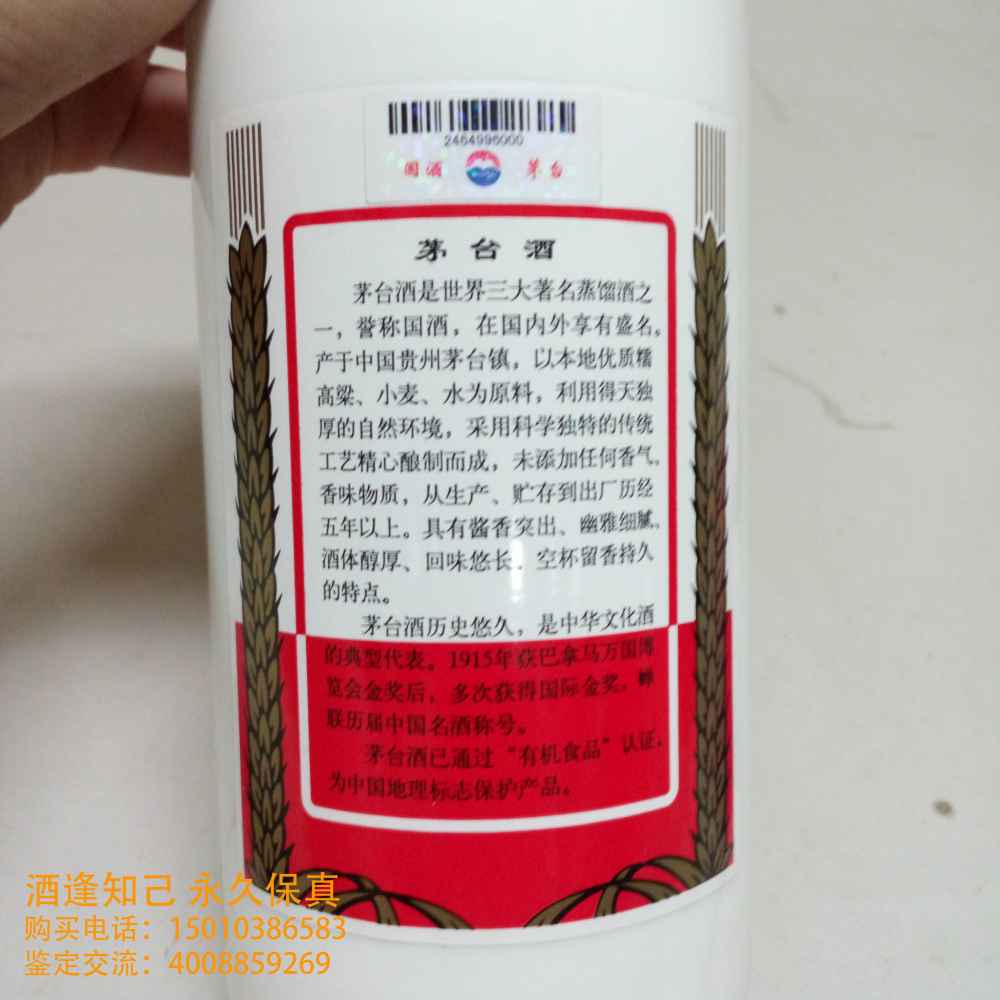 2464996000
国酒 茅台
茅台酒
茅台酒是世界三大著名蒸馏酒之
一，誉称国酒，在国内外享有盛名。
产于中国贵州茅台镇，以本地优质糯
高粱、小麦、水为原料，利用得天独
厚的自然环境，采用科学独特的传统
工艺精心酿制而成，未添加任何香气、
香味物质，从生产、贮存到出厂历经
五年以上。具有酱香突出、幽雅细腻、
酒体醇厚、回味悠长、空杯留香持久
的特点。
茅台酒历史悠久，是中华文化酒
的典型代表。1915年获巴拿马万国博
览会金奖后，多次获得国际金奖，蝉
联历届中国名酒称号。
茅台酒已通过“有机食品”认证，
为中国地理标志保护产品。
酒逢知己 永久保真
购买电话：15010386583
鉴定交流：4008859269